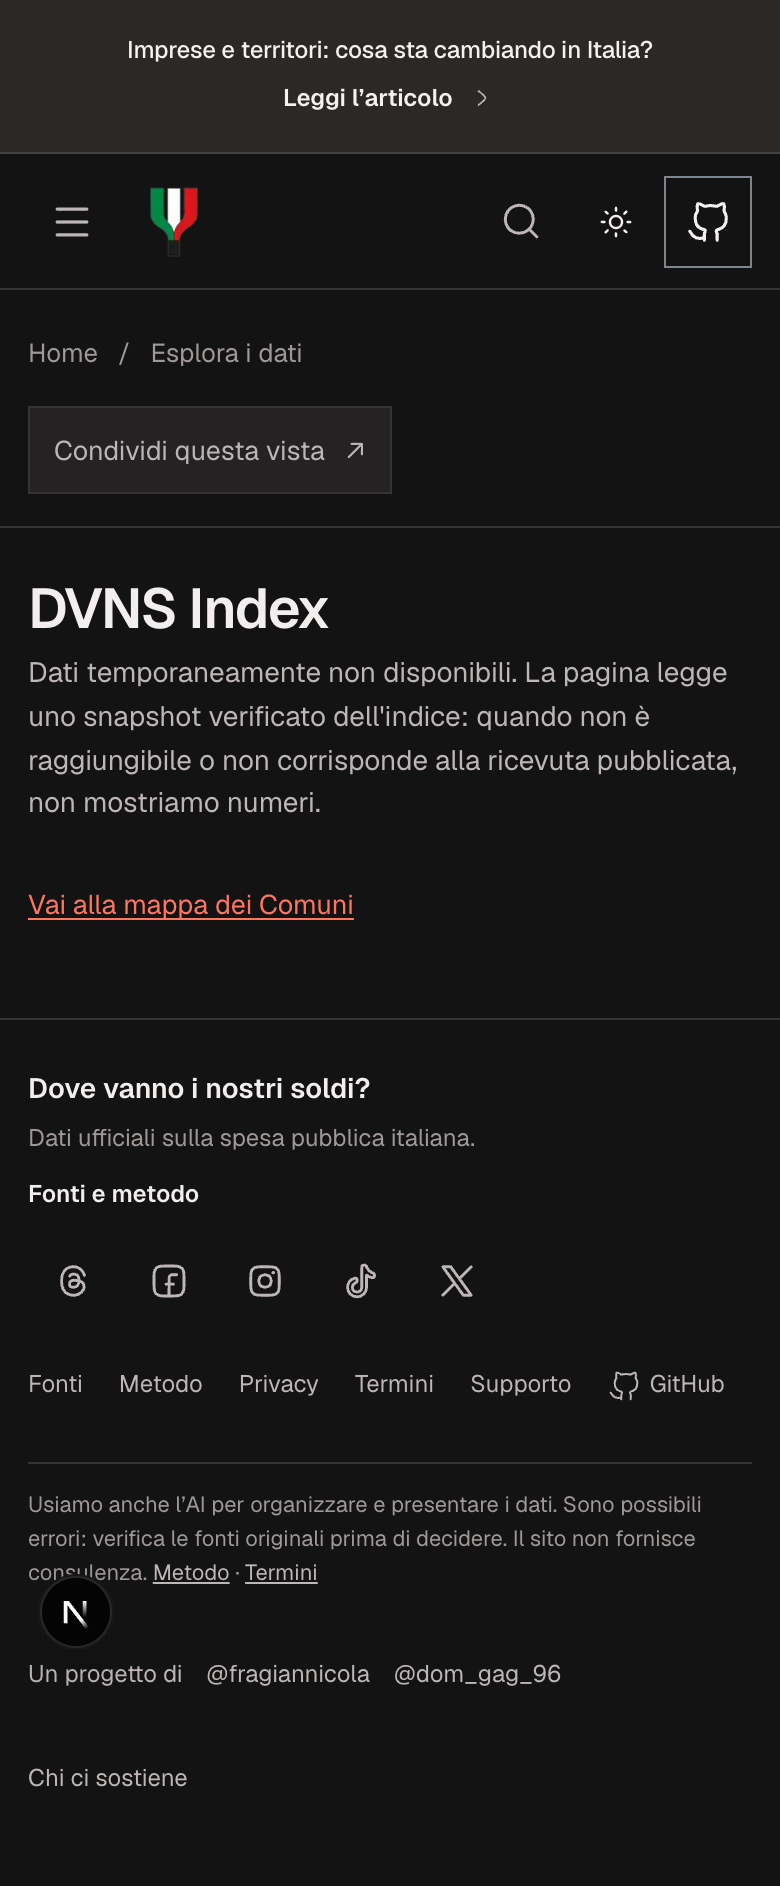 Imprese e territori: cosa sta cambiando in Italia?
Leggi l’articolo
Home / Esplora i dati
Condividi questa vista
DVNS Index
Dati temporaneamente non disponibili. La pagina legge
uno snapshot verificato dell'indice: quando non è
raggiungibile o non corrisponde alla ricevuta pubblicata,
non mostriamo numeri.
Vai alla mappa dei Comuni
Dove vanno i nostri soldi?
Dati ufficiali sulla spesa pubblica italiana.
Fonti e metodo
Fonti Metodo Privacy Termini Supporto GitHub
Usiamo anche l’AI per organizzare e presentare i dati. Sono possibili
errori: verifica le fonti originali prima di decidere. Il sito non fornisce
consulenza. Metodo · Termini
N
Un progetto di @fragiannicola @dom_gag_96
Chi ci sostiene